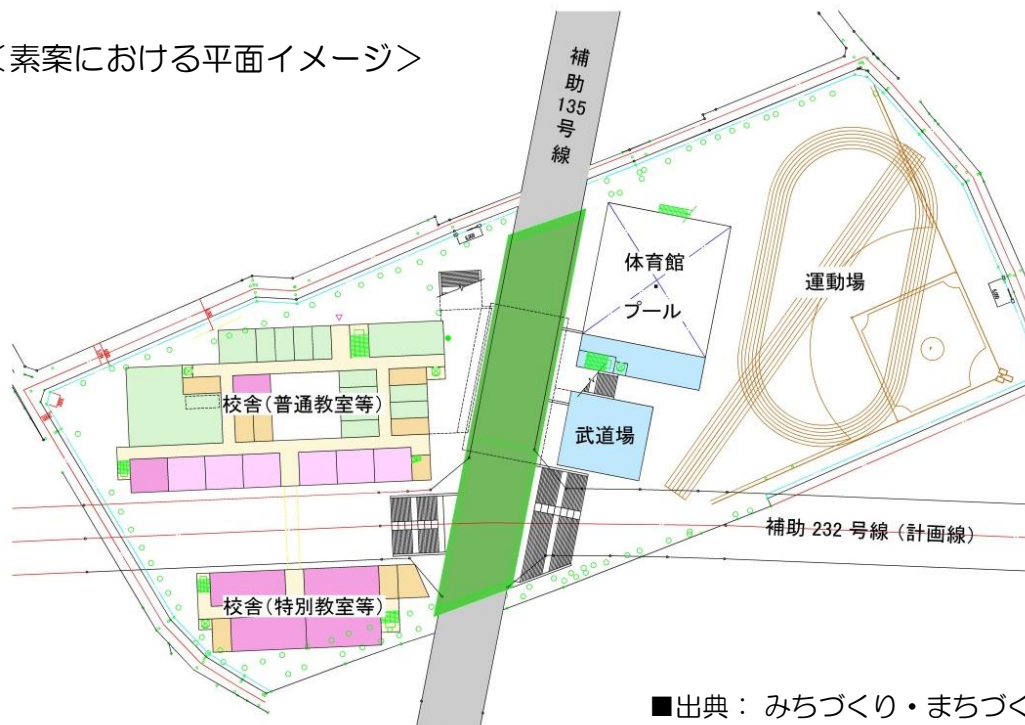 〈素案における平面イメージ＞
補助135号線
体育館
プール
運動場
校舎(普通教室等)
武道場
補助 232 号線 (計画線)
校舎(特別教室等)
■出典： みちづくり・まちづく